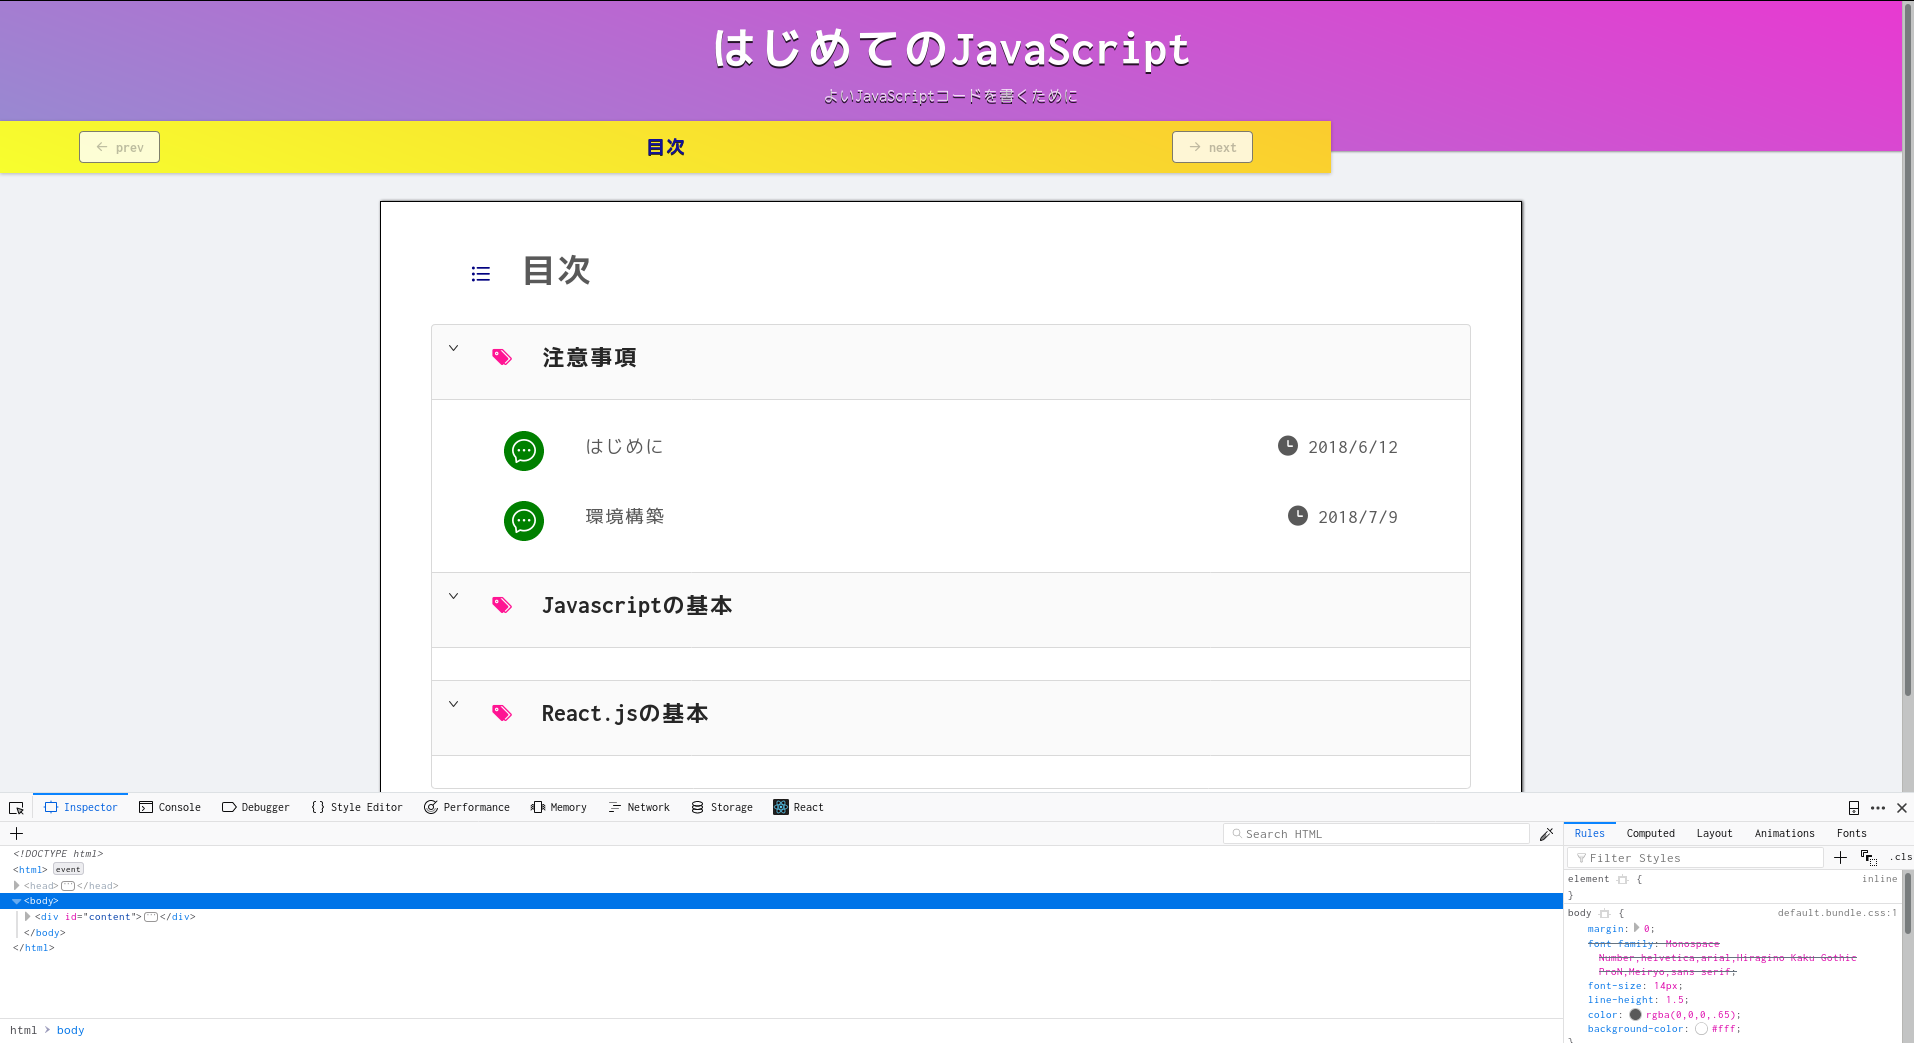 はじめてのJavaScript
よいJavaScriptコードを書くために
← prev
目次
→ next
目次
注意事項
はじめに 2018/6/12
環境構築 2018/7/9
Javascriptの基本
React.jsの基本
Inspector Console Debugger {} Style Editor Performance Memory Network Storage React
+ Search HTML
<!DOCTYPE html>
<html> event
<head> ... </head>
<body>
<div id="content"> ... </div>
</body>
</html>
html > body
Rules Computed Layout Animations Fonts
Filter Styles + .cls
element { inline
}
body { default.bundle.css:1
margin: 0;
font-family: Monospace
Number,helvetica,arial,Hiragino Kaku Gothic
ProN,Meiryo,sans-serif;
font-size: 14px;
line-height: 1.5;
color: rgba(0,0,0,.65);
background-color: #fff;
}